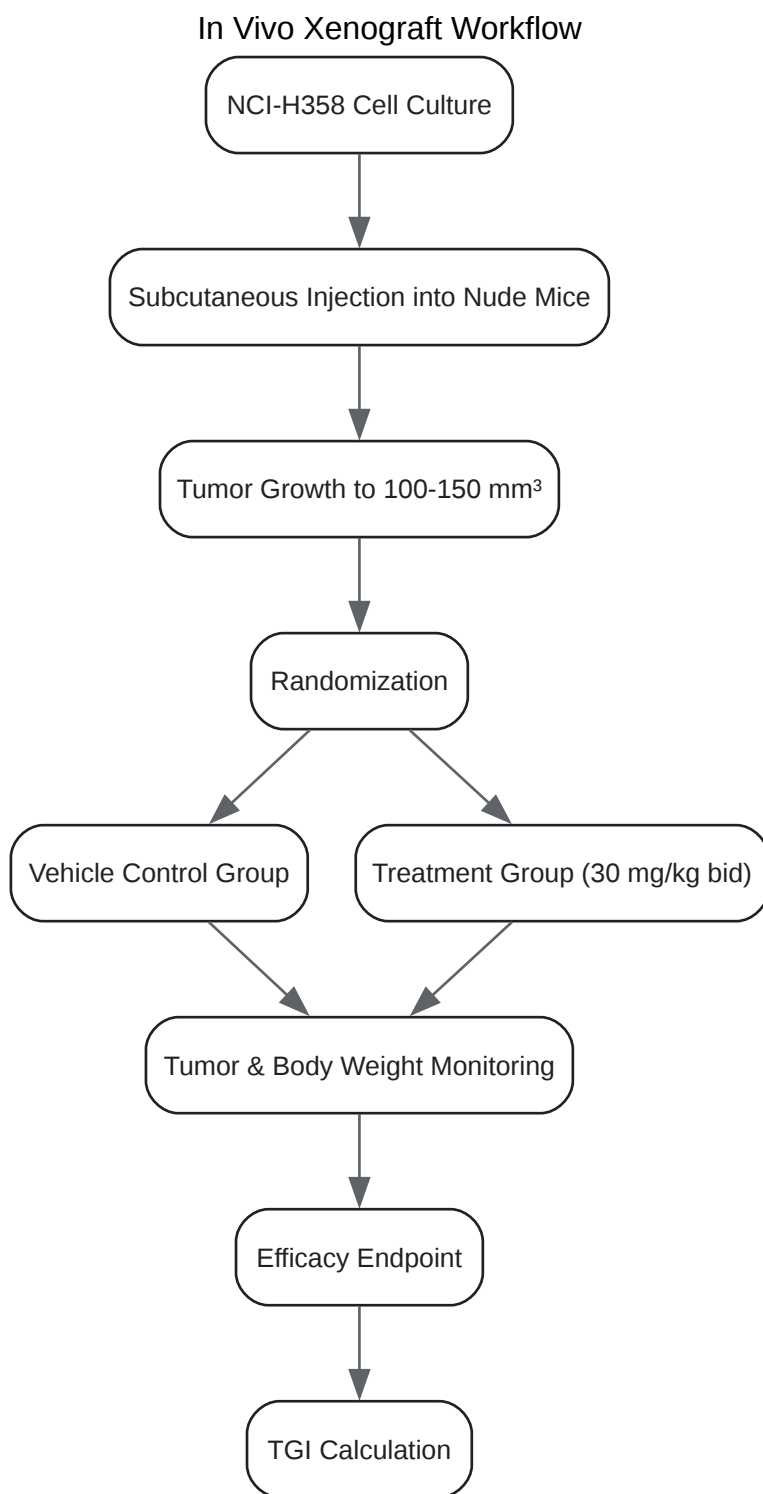 In Vivo Xenograft Workflow
NCI-H358 Cell Culture
Subcutaneous Injection into Nude Mice
Tumor Growth to 100-150 mm³
Randomization
Vehicle Control Group
Treatment Group (30 mg/kg bid)
Tumor & Body Weight Monitoring
Efficacy Endpoint
TGI Calculation